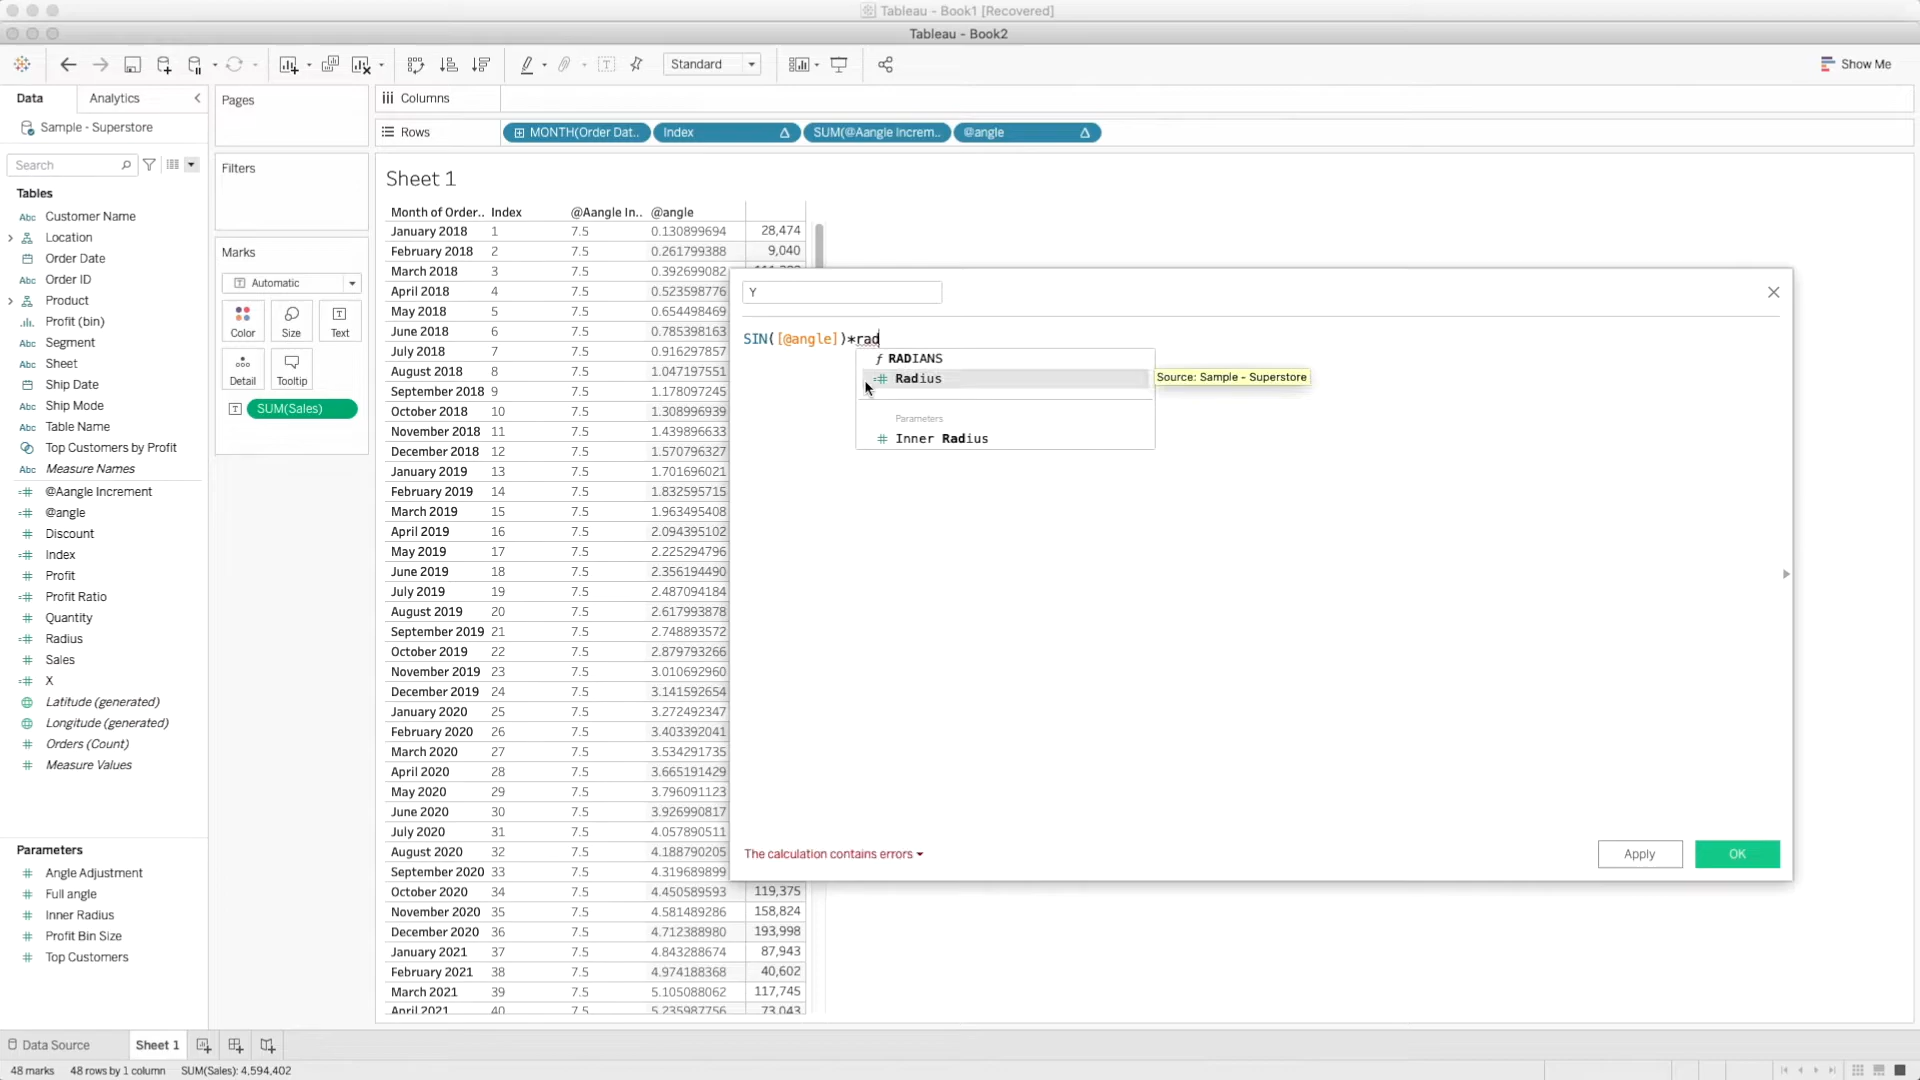 Tableau - Book1 [Recovered]
Tableau - Book2
Standard
Show Me
Data
Analytics
Pages
Columns
Sample - Superstore
Rows
MONTH(Order Dat..
Index
SUM(@Aangle Increm..
@angle
Search
Filters
Tables
Sheet 1
Abc Customer Name
Location
Order Date
Abc Order ID
Product
Profit (bin)
Abc Segment
Abc Sheet
Ship Date
Abc Ship Mode
Abc Table Name
Top Customers by Profit
Abc Measure Names
@Aangle Increment
@angle
Discount
Index
Profit
Profit Ratio
Quantity
Radius
Sales
X
Latitude (generated)
Longitude (generated)
Orders (Count)
Measure Values
Parameters
Angle Adjustment
Full angle
Inner Radius
Profit Bin Size
Top Customers
Marks
Automatic
Color
Size
Text
Detail
Tooltip
SUM(Sales)
Month of Order.. Index @Aangle In.. @angle
January 2018 1 7.5 0.130899694 28,474
February 2018 2 7.5 0.261799388 9,040
March 2018 3 7.5 0.392699082
April 2018 4 7.5 0.523598776
May 2018 5 7.5 0.654498469
June 2018 6 7.5 0.785398163
July 2018 7 7.5 0.916297857
August 2018 8 7.5 1.047197551
September 2018 9 7.5 1.178097245
October 2018 10 7.5 1.308996939
November 2018 11 7.5 1.439896633
December 2018 12 7.5 1.570796327
January 2019 13 7.5 1.701696021
February 2019 14 7.5 1.832595715
March 2019 15 7.5 1.963495408
April 2019 16 7.5 2.094395102
May 2019 17 7.5 2.225294796
June 2019 18 7.5 2.356194490
July 2019 19 7.5 2.487094184
August 2019 20 7.5 2.617993878
September 2019 21 7.5 2.748893572
October 2019 22 7.5 2.879793266
November 2019 23 7.5 3.010692960
December 2019 24 7.5 3.141592654
January 2020 25 7.5 3.272492347
February 2020 26 7.5 3.403392041
March 2020 27 7.5 3.534291735
April 2020 28 7.5 3.665191429
May 2020 29 7.5 3.796091123
June 2020 30 7.5 3.926990817
July 2020 31 7.5 4.057890511
August 2020 32 7.5 4.188790205
September 2020 33 7.5 4.319689899
October 2020 34 7.5 4.450589593 119,375
November 2020 35 7.5 4.581489286 158,824
December 2020 36 7.5 4.712388980 193,998
January 2021 37 7.5 4.843288674 87,943
February 2021 38 7.5 4.974188368 40,602
March 2021 39 7.5 5.105088062 117,745
April 2021 40 7.5 5.235987756 73,043
Y
SIN([@angle])*rad
RADIANS
Radius
Source: Sample - Superstore
Parameters
Inner Radius
The calculation contains errors
Apply
OK
Data Source
Sheet 1
48 marks
48 rows by 1 column
SUM(Sales): 4,594,402